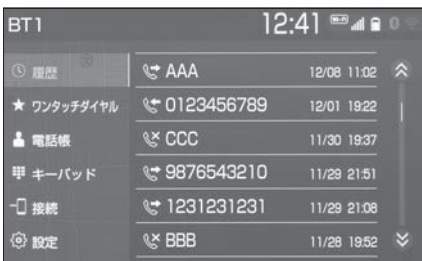 BT1 12:41
履歴
AAA 12/08 11:02
ワンタッチダイヤル
0123456789 12/01 19:22
電話帳
CCC 11/30 19:37
キーパッド
9876543210 11/29 21:51
接続
1231231231 11/29 21:08
設定
BBB 11/28 19:52